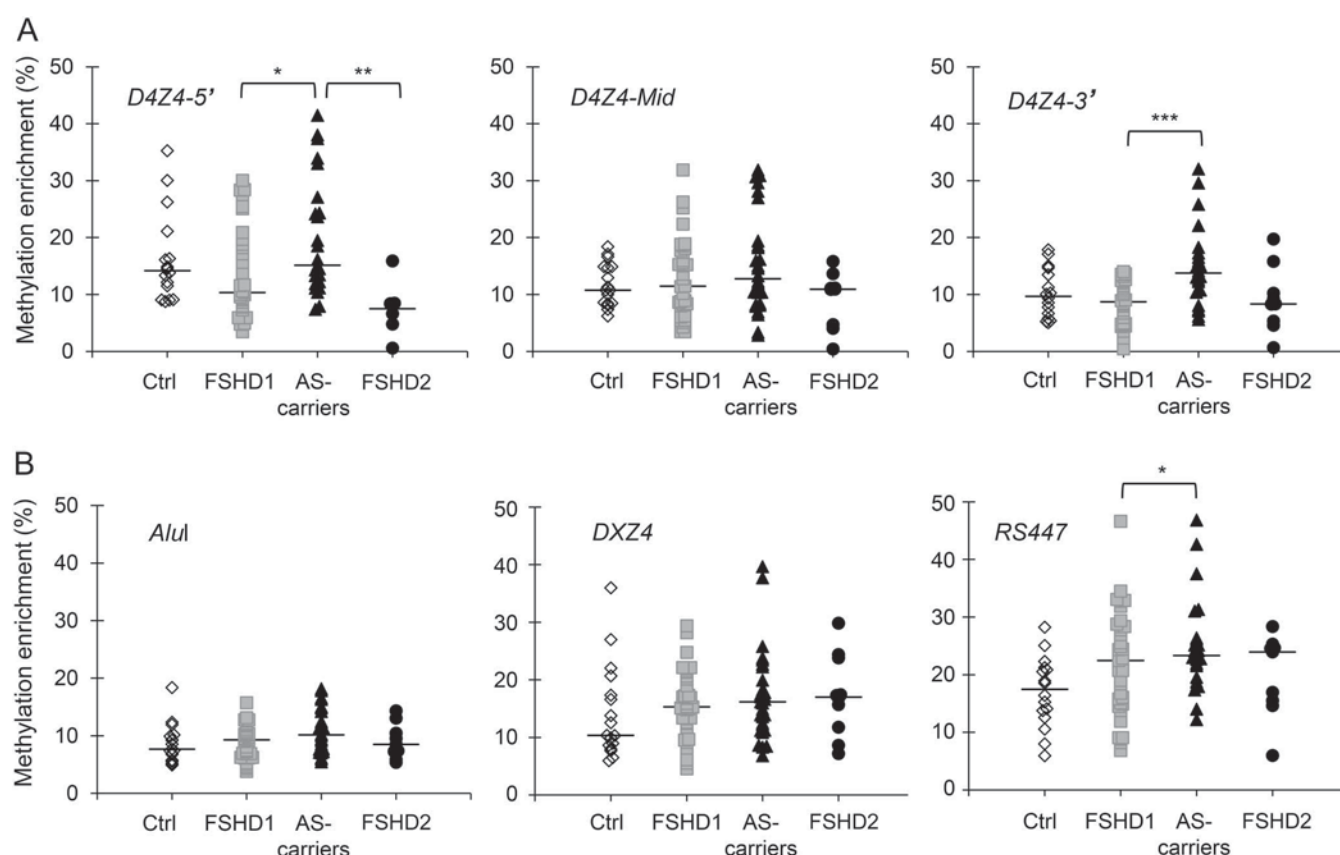 A
Methylation enrichment (%)
50
40
30
20
10
0
D4Z4-5’
*
**
Ctrl FSHD1 AS- FSHD2
carriers
50
40
30
20
10
0
D4Z4-Mid
Ctrl FSHD1 AS- FSHD2
carriers
50
40
30
20
10
0
D4Z4-3’
***
Ctrl FSHD1 AS- FSHD2
carriers
B
Methylation enrichment (%)
50
40
30
20
10
0
AluI
Ctrl FSHD1 AS- FSHD2
carriers
50
40
30
20
10
0
DXZ4
Ctrl FSHD1 AS- FSHD2
carriers
50
40
30
20
10
0
RS447
*
Ctrl FSHD1 AS- FSHD2
carriers